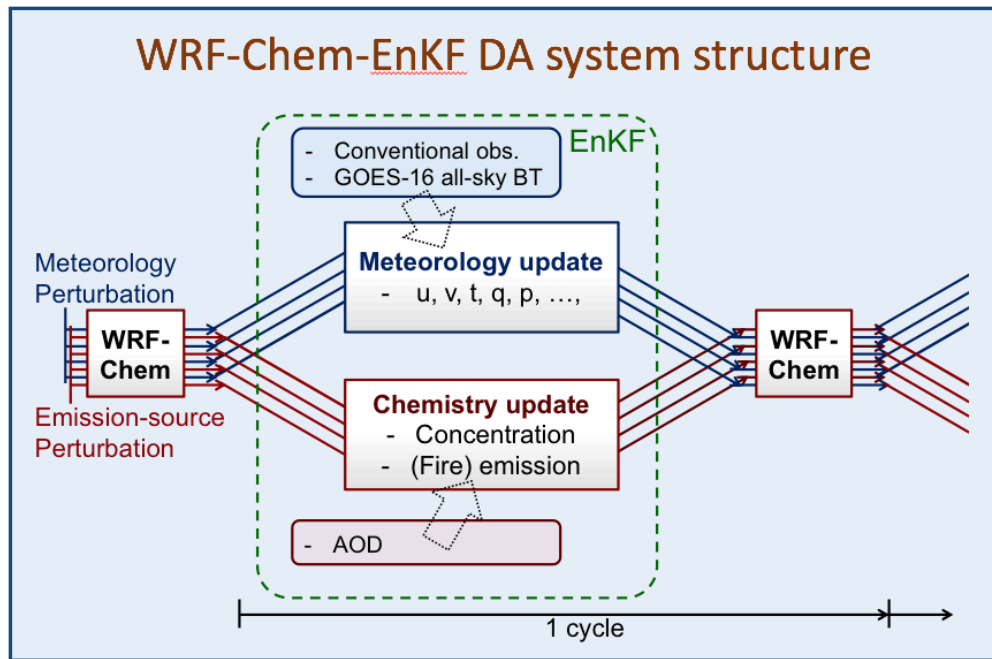 WRF-Chem-EnKF DA system structure
EnKF
- Conventional obs.
- GOES-16 all-sky BT
Meteorology
Perturbation
Meteorology update
- u, v, t, q, p, …,
WRF-
Chem
WRF-
Chem
Emission-source
Perturbation
Chemistry update
- Concentration
- (Fire) emission
- AOD
1 cycle